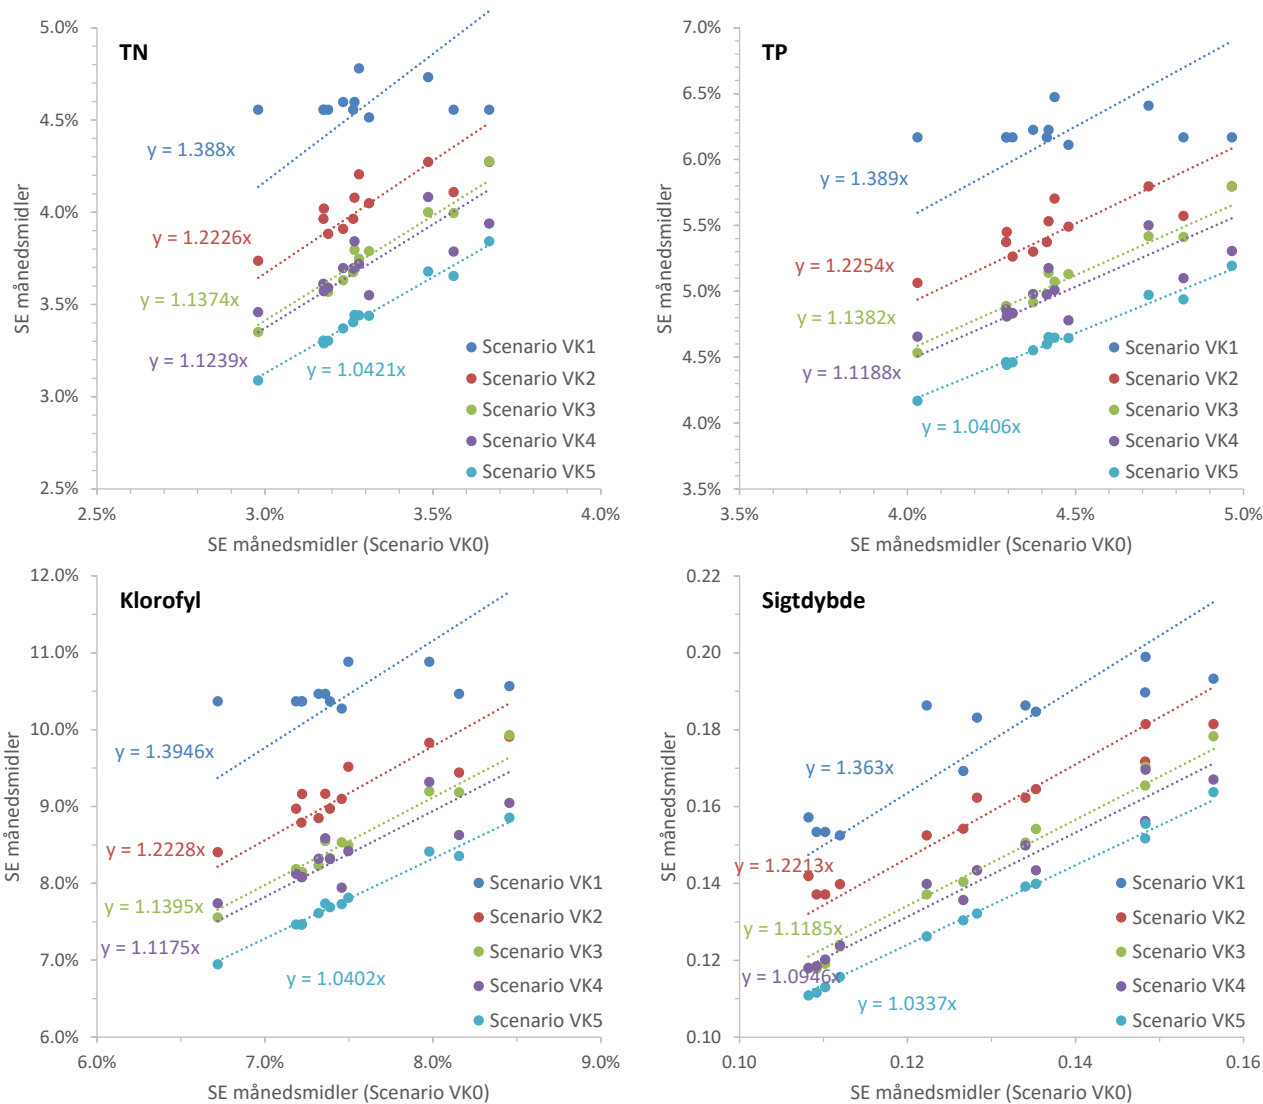 TN
5.0%
4.5%
4.0%
3.5%
3.0%
2.5%
SE månedsmidler
y = 1.388x
y = 1.2226x
y = 1.1374x
y = 1.1239x
y = 1.0421x
Scenario VK1
Scenario VK2
Scenario VK3
Scenario VK4
Scenario VK5
2.5%
3.0%
3.5%
4.0%
SE månedsmidler (Scenario VK0)
TP
7.0%
6.5%
6.0%
5.5%
5.0%
4.5%
4.0%
3.5%
SE månedsmidler
y = 1.389x
y = 1.2254x
y = 1.1382x
y = 1.1188x
y = 1.0406x
Scenario VK1
Scenario VK2
Scenario VK3
Scenario VK4
Scenario VK5
3.5%
4.0%
4.5%
5.0%
SE månedsmidler (Scenario VK0)
Klorofyl
12.0%
11.0%
10.0%
9.0%
8.0%
7.0%
6.0%
SE månedsmidler
y = 1.3946x
y = 1.2228x
y = 1.1395x
y = 1.1175x
y = 1.0402x
Scenario VK1
Scenario VK2
Scenario VK3
Scenario VK4
Scenario VK5
6.0%
7.0%
8.0%
9.0%
SE månedsmidler (Scenario VK0)
Sigtdybde
0.22
0.20
0.18
0.16
0.14
0.12
0.10
SE månedsmidler
y = 1.363x
y = 1.2213x
y = 1.1185x
y = 1.0946x
y = 1.0337x
Scenario VK1
Scenario VK2
Scenario VK3
Scenario VK4
Scenario VK5
0.10
0.12
0.14
0.16
SE månedsmidler (Scenario VK0)